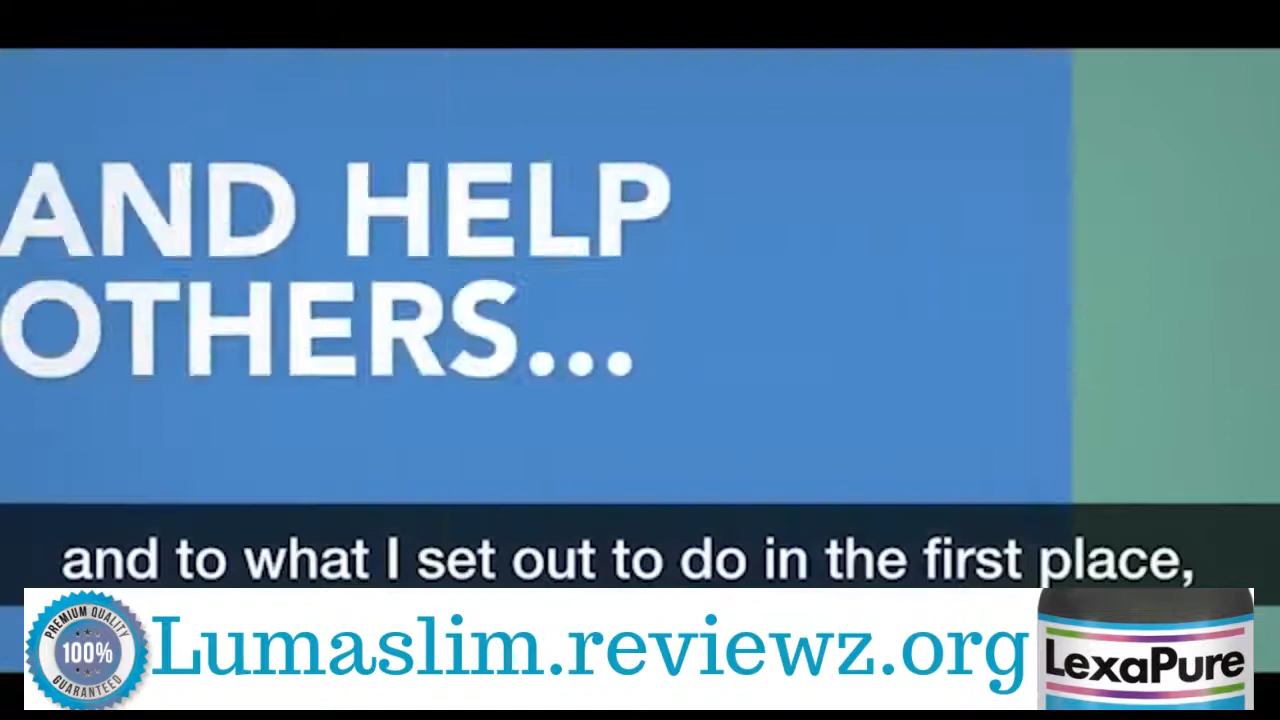 AND HELP
OTHERS...
and to what I set out to do in the first place,
PREMIUM QUALITY
100%
GUARANTEED
Lumaslim.reviewz.org
LexaPure